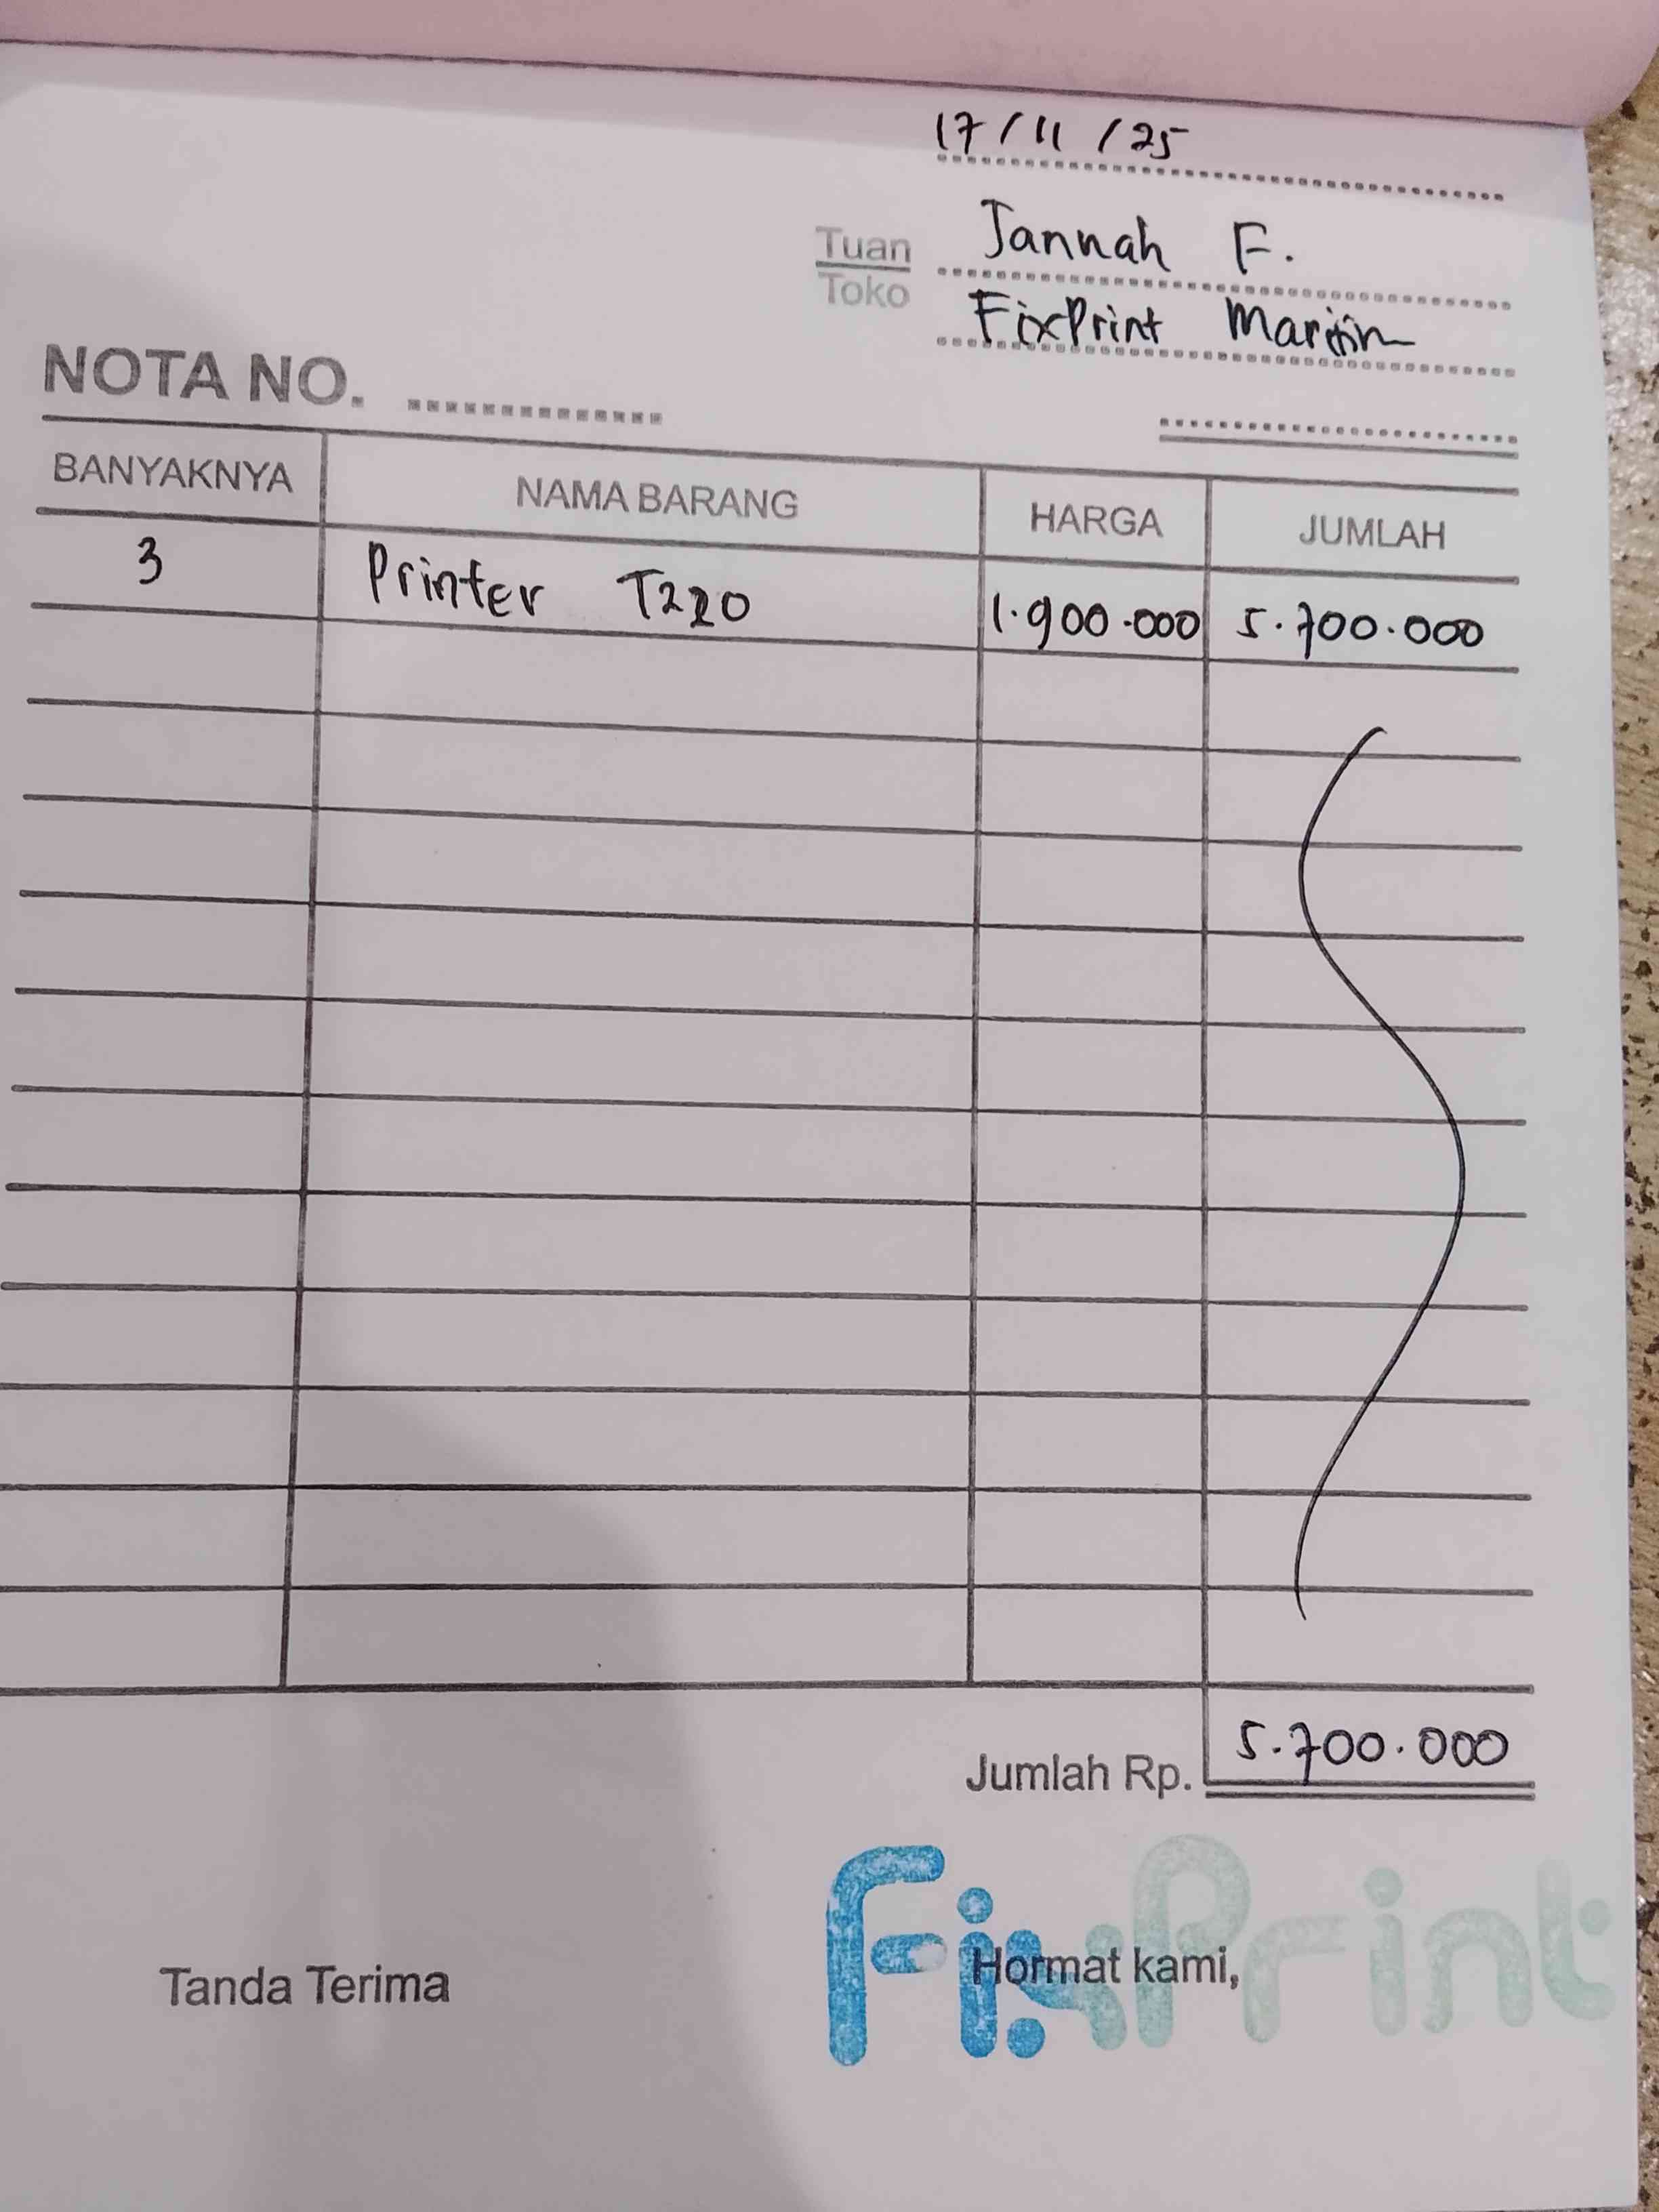 17/11/25
Tuan Jannah F.
Toko FixPrint
NOTA NO.
BANYAKNYA NAMA BARANG HARGA JUMLAH
3 Printer T220 1.900.000 5.700.000
Jumlah Rp. 5.700.000
Tanda Terima Hormat kami,
FixPrint